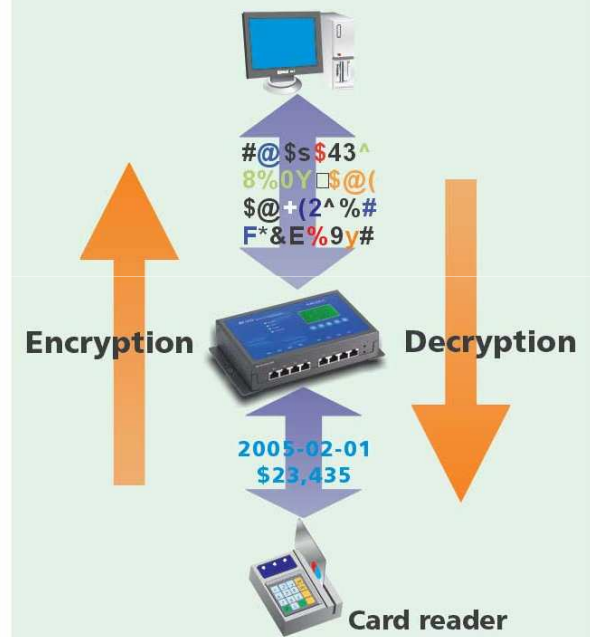 #@$s$43^
8%0Y□$@(
$@+(2^%#
F*&E%9y#
Encryption
Decryption
2005-02-01
$23,435
Card reader